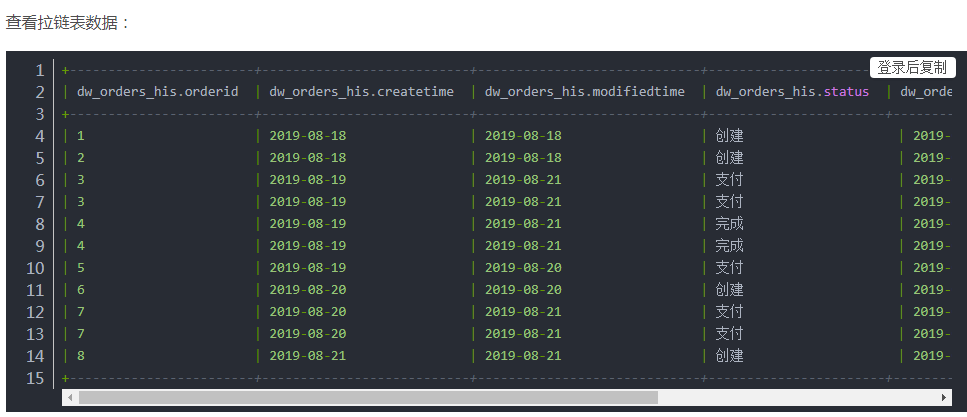 查看拉链表数据：
登录后复制
1 +-----------------------+--------------------------+---------------------------+----------------------
2 | dw_orders_his.orderid | dw_orders_his.createtime | dw_orders_his.modifiedtime | dw_orders_his.status | dw_orde
3 +-----------------------+--------------------------+---------------------------+----------------------+-------
4 | 1 | 2019-08-18 | 2019-08-18 | 创建 | 2019-
5 | 2 | 2019-08-18 | 2019-08-18 | 创建 | 2019-
6 | 3 | 2019-08-19 | 2019-08-21 | 支付 | 2019-
7 | 3 | 2019-08-19 | 2019-08-21 | 支付 | 2019-
8 | 4 | 2019-08-19 | 2019-08-21 | 完成 | 2019-
9 | 4 | 2019-08-19 | 2019-08-21 | 完成 | 2019-
10 | 5 | 2019-08-19 | 2019-08-20 | 支付 | 2019-
11 | 6 | 2019-08-20 | 2019-08-20 | 创建 | 2019-
12 | 7 | 2019-08-20 | 2019-08-21 | 支付 | 2019-
13 | 7 | 2019-08-20 | 2019-08-21 | 支付 | 2019-
14 | 8 | 2019-08-21 | 2019-08-21 | 创建 | 2019-
15 +-----------------------+--------------------------+---------------------------+----------------------+-------